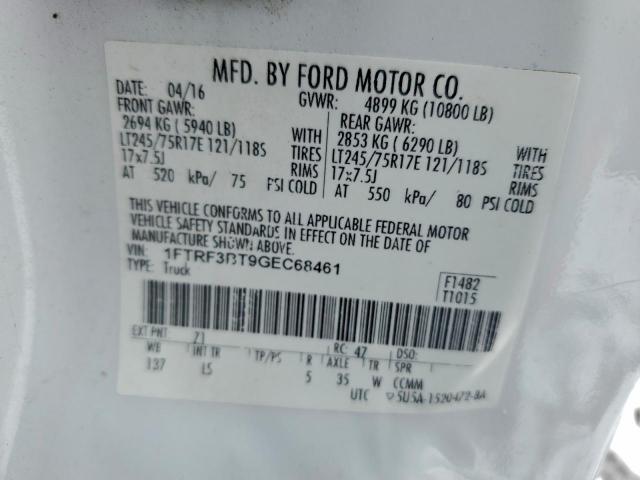 MFD. BY FORD MOTOR CO.
DATE: 04/16 GVWR: 4899 KG (10800 LB)
FRONT GAWR: REAR GAWR:
2694 KG (5940 LB) WITH 2853 KG (6290 LB) WITH
LT245/75R17E 121/118S TIRES LT245/75R17E 121/118S TIRES
17x7.5J RIMS 17x7.5J RIMS
AT 520 kPa/ 75 PSI COLD AT 550 kPa/ 80 PSI COLD
THIS VEHICLE CONFORMS TO ALL APPLICABLE FEDERAL MOTOR
VEHICLE SAFETY STANDARDS IN EFFECT ON THE DATE OF
MANUFACTURE SHOWN ABOVE.
VIN: 1FTRF3BT9GEC68461
TYPE: Truck
F1482
T1015
EXT PNT: Z1 RC: 47 DSO:
WB INT TR TP/PS R AXLE TR SPR
137 LS 5 35 W CCMM
UTC 5U5A-1520472-BA